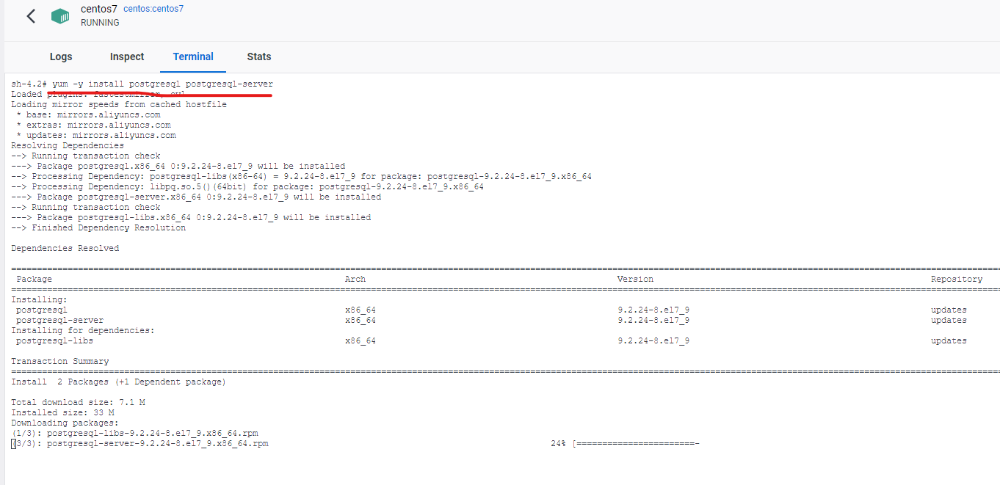 centos7 centos:centos7
RUNNING
Logs Inspect Terminal Stats
sh-4.2# yum -y install postgresql postgresql-server
Loaded plugins: fastestmirror, ovl
Loading mirror speeds from cached hostfile
* base: mirrors.aliyuncs.com
* extras: mirrors.aliyuncs.com
* updates: mirrors.aliyuncs.com
Resolving Dependencies
--> Running transaction check
---> Package postgresql.x86_64 0:9.2.24-8.el7_9 will be installed
--> Processing Dependency: postgresql-libs(x86-64) = 9.2.24-8.el7_9 for package: postgresql-9.2.24-8.el7_9.x86_64
--> Processing Dependency: libpq.so.5()(64bit) for package: postgresql-9.2.24-8.el7_9.x86_64
---> Package postgresql-server.x86_64 0:9.2.24-8.el7_9 will be installed
--> Running transaction check
---> Package postgresql-libs.x86_64 0:9.2.24-8.el7_9 will be installed
--> Finished Dependency Resolution
Dependencies Resolved
Package Arch Version Repository
Installing:
postgresql x86_64 9.2.24-8.el7_9 updates
postgresql-server x86_64 9.2.24-8.el7_9 updates
Installing for dependencies:
postgresql-libs x86_64 9.2.24-8.el7_9 updates
Transaction Summary
Install 2 Packages (+1 Dependent package)
Total download size: 7.1 M
Installed size: 33 M
Downloading packages:
(1/3): postgresql-libs-9.2.24-8.el7_9.x86_64.rpm
(3/3): postgresql-server-9.2.24-8.el7_9.x86_64.rpm 24% [=======================-